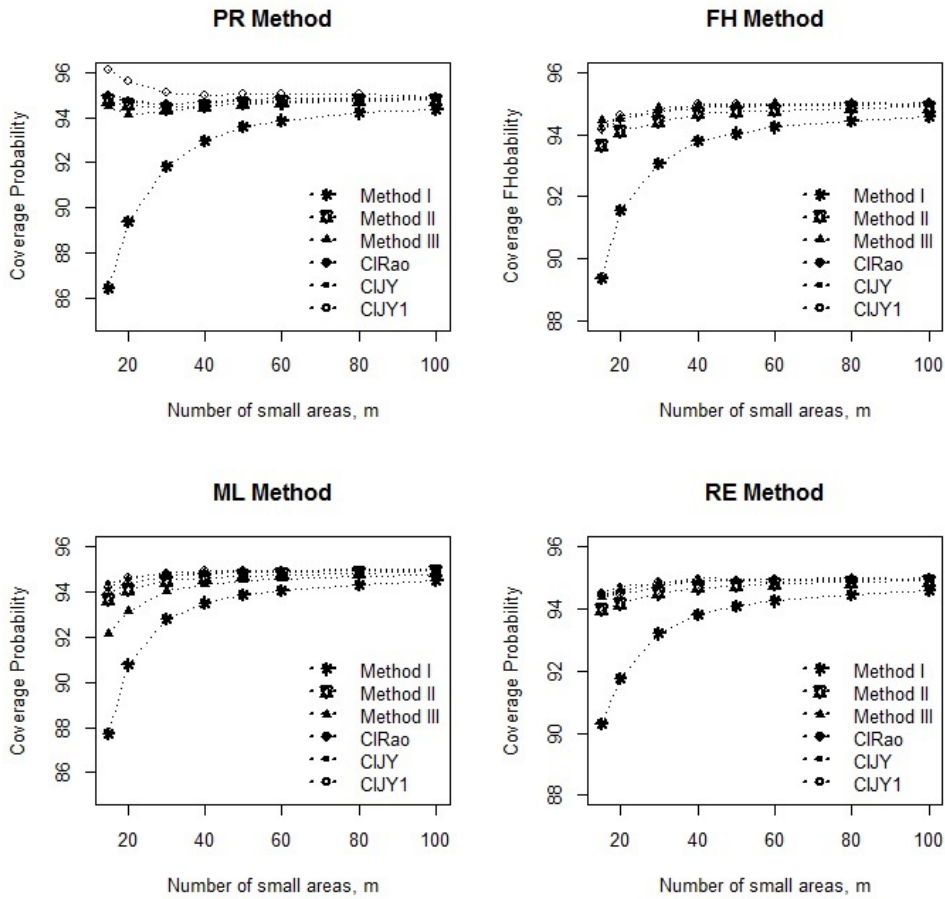 PR Method
96
94
92
90
88
86
Coverage Probability
Method I
Method II
Method III
CIRao
CIJY
CIJY1
20 40 60 80 100
Number of small areas, m
FH Method
96
94
92
90
88
Coverage FHobability
Method I
Method II
Method III
CIRao
CIJY
CIJY1
20 40 60 80 100
Number of small areas, m
ML Method
96
94
92
90
88
86
Coverage Probability
Method I
Method II
Method III
CIRao
CIJY
CIJY1
20 40 60 80 100
Number of small areas, m
RE Method
96
94
92
90
88
Coverage Probability
Method I
Method II
Method III
CIRao
CIJY
CIJY1
20 40 60 80 100
Number of small areas, m